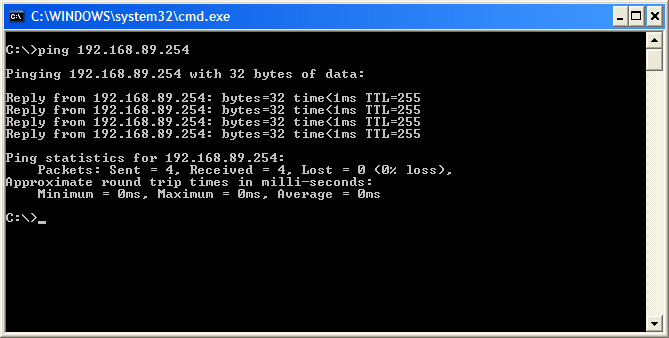 C:\WINDOWS\system32\cmd.exe
C:\>ping 192.168.89.254
Pinging 192.168.89.254 with 32 bytes of data:
Reply from 192.168.89.254: bytes=32 time<1ms TTL=255
Reply from 192.168.89.254: bytes=32 time<1ms TTL=255
Reply from 192.168.89.254: bytes=32 time<1ms TTL=255
Reply from 192.168.89.254: bytes=32 time<1ms TTL=255
Ping statistics for 192.168.89.254:
    Packets: Sent = 4, Received = 4, Lost = 0 (0% loss),
Approximate round trip times in milli-seconds:
    Minimum = 0ms, Maximum = 0ms, Average = 0ms
C:\>_